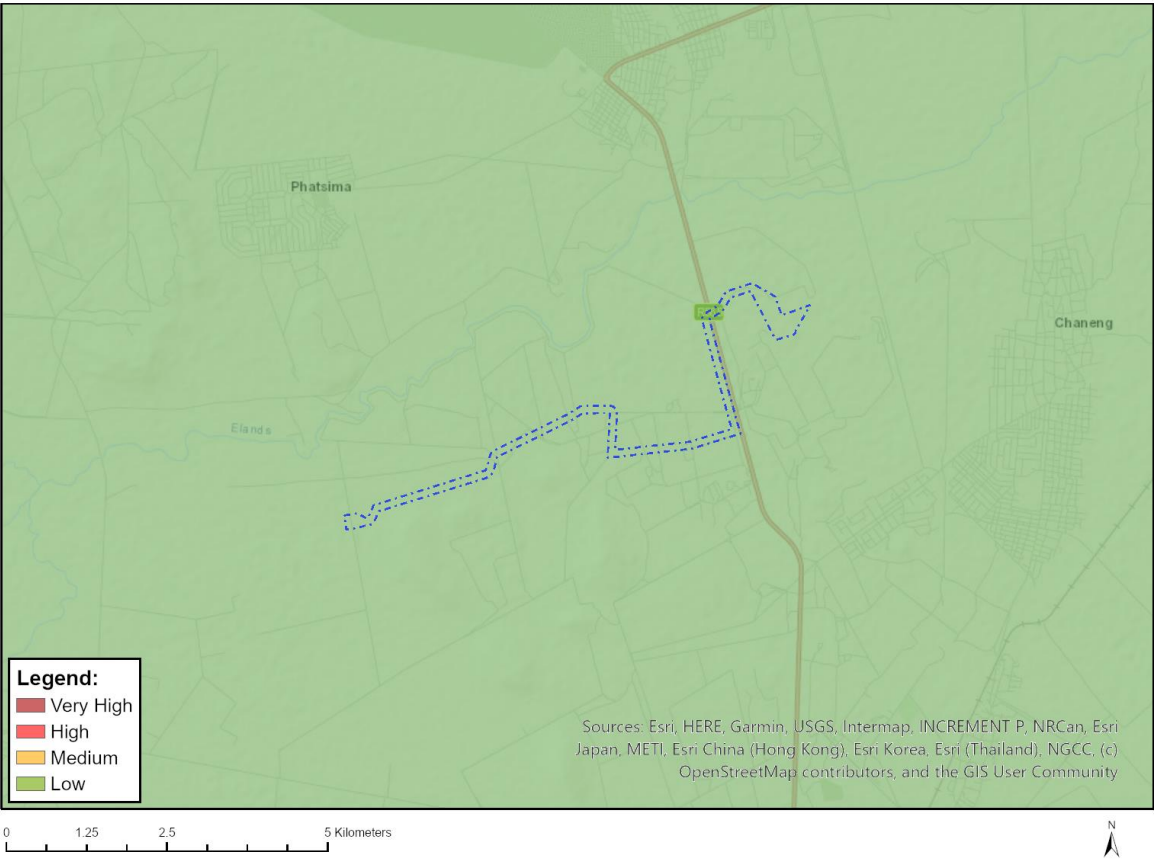 Phatsima
Chaneng
Elands
Legend:
Very High
High
Medium
Low
Sources: Esri, HERE, Garmin, USGS, Intermap, INCREMENT P, NRCan, Esri
Japan, METI, Esri China (Hong Kong), Esri Korea, Esri (Thailand), NGCC, (c)
OpenStreetMap contributors, and the GIS User Community
0 1.25 2.5 5 Kilometers
N